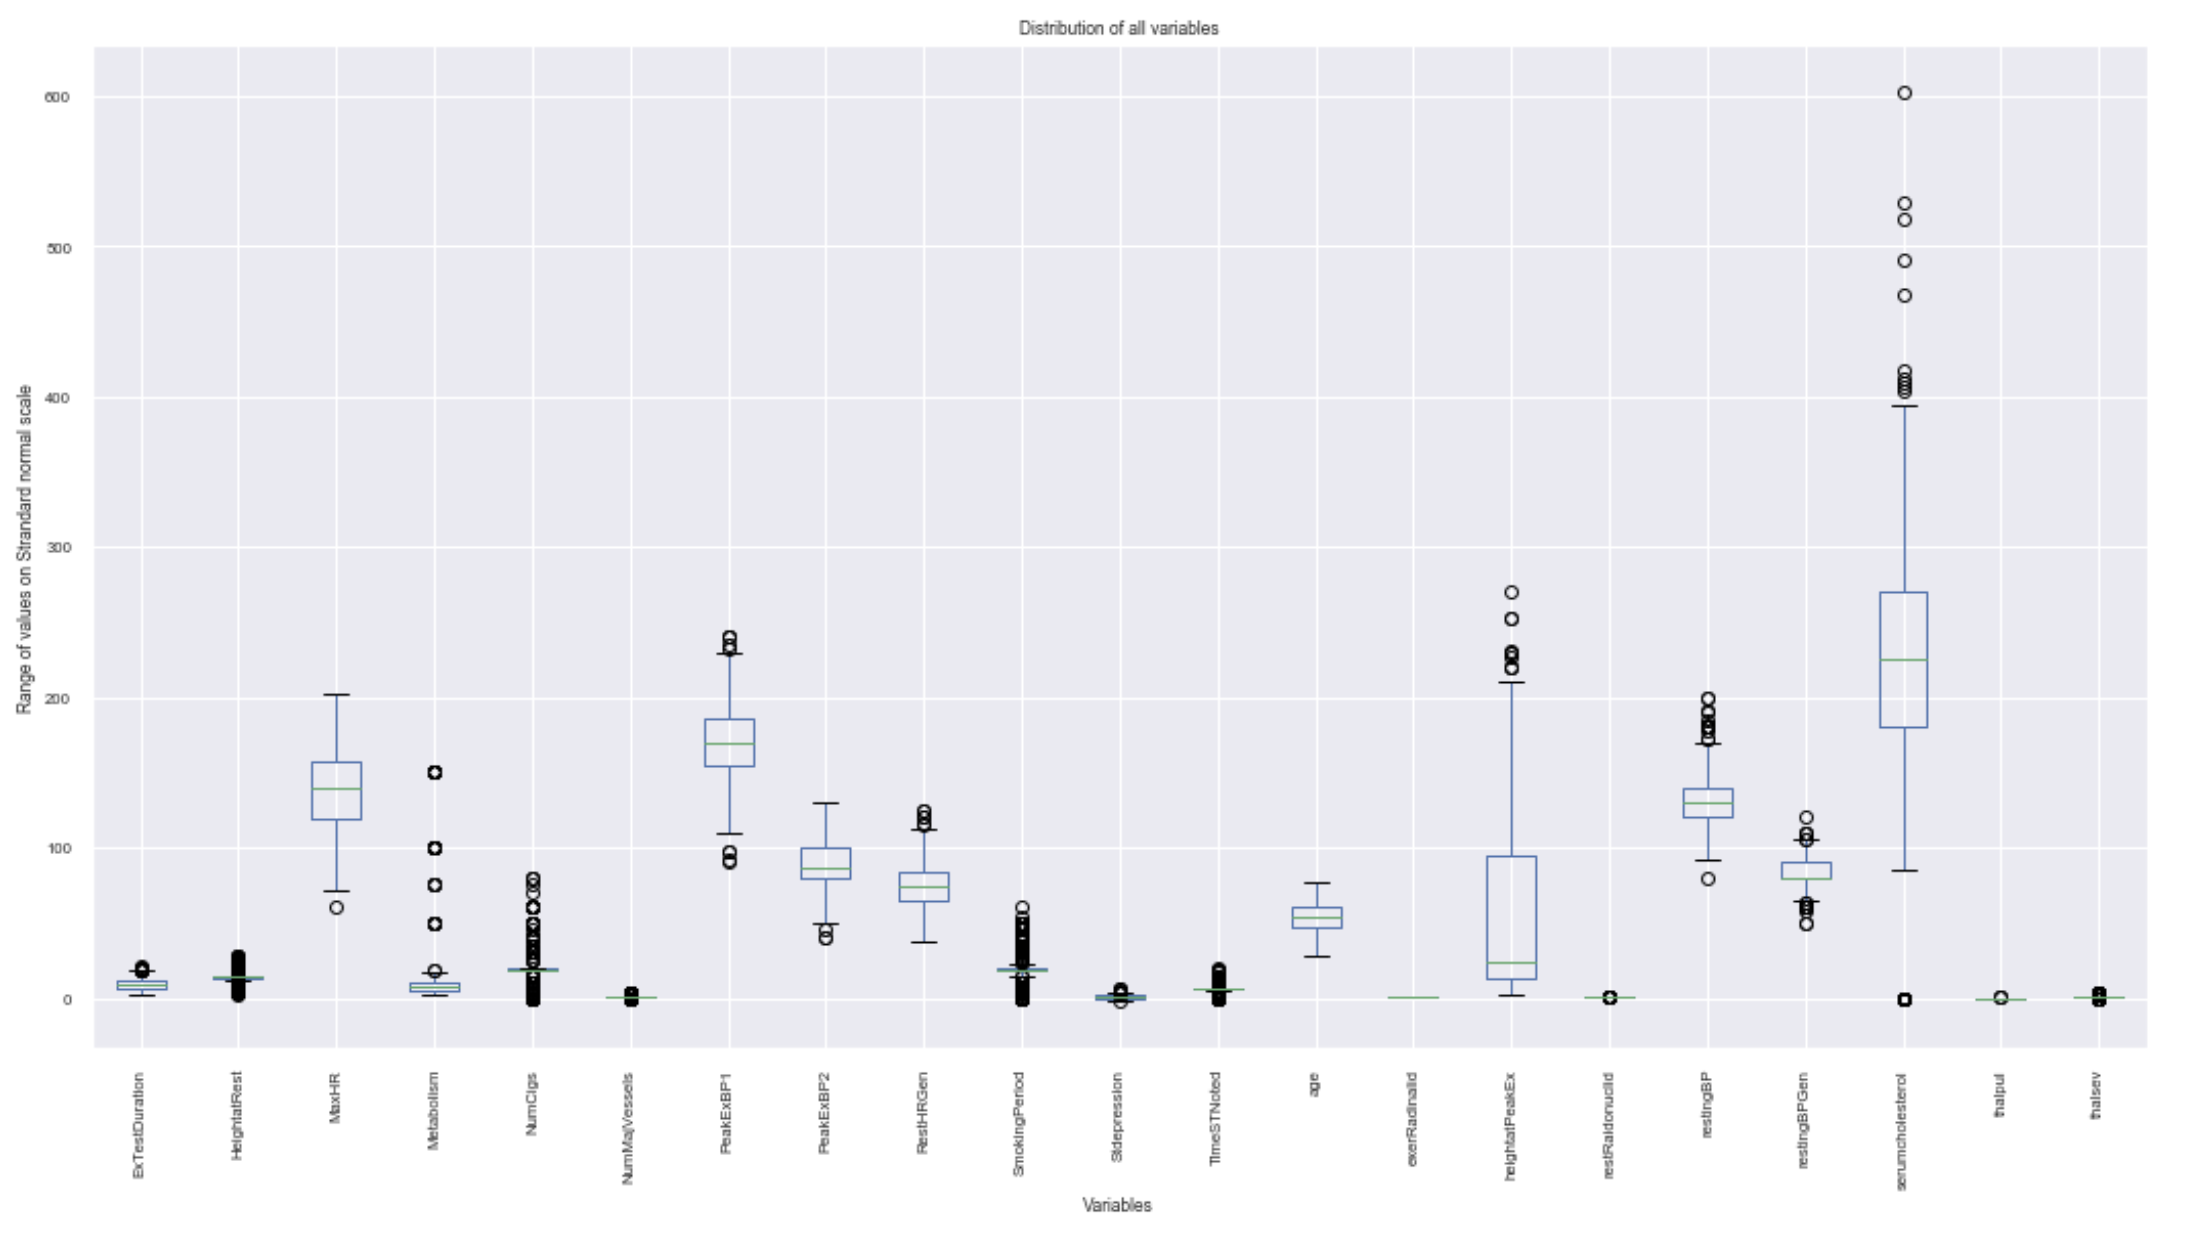 Distribution of all variables
Range of values on Strandard normal scale
600
500
400
300
200
100
0
ExTestDuration
HeightatRest
MaxHR
Metabolism
NumCigs
NumMajVessels
PeakExBP1
PeakExBP2
RestHRGen
SmokingPeriod
Stdepression
TimeSTNoted
age
exerRadinalid
heightatPeakEx
restRaidonuclid
restingBP
restingBPGen
serumcholesterol
thalpul
thalsev
Variables